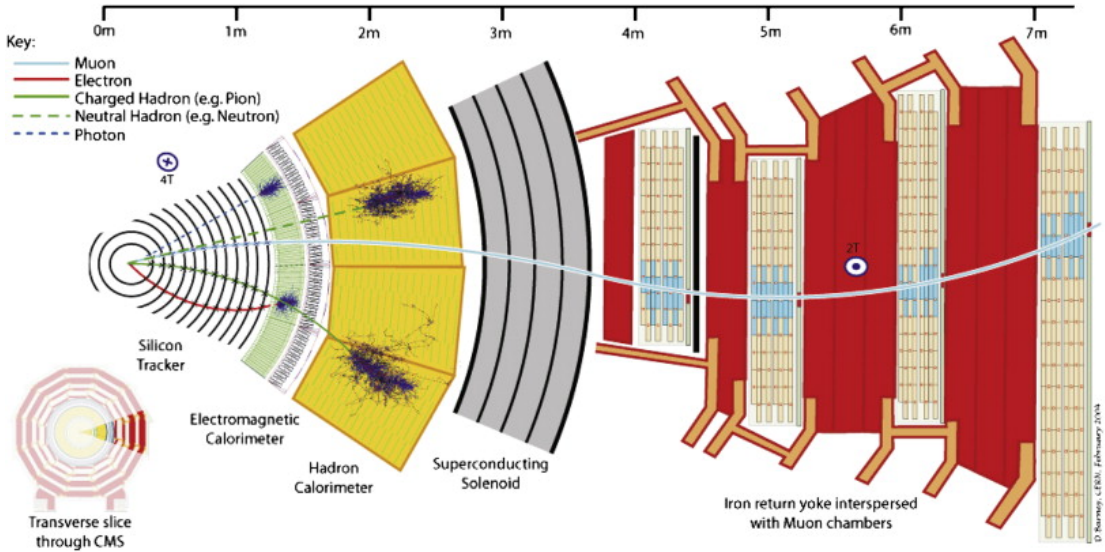 0m 1m 2m 3m 4m 5m 6m 7m
Key:
Muon
Electron
Charged Hadron (e.g. Pion)
Neutral Hadron (e.g. Neutron)
Photon
4T
2T
Silicon
Tracker
Electromagnetic
Calorimeter
Hadron
Calorimeter
Superconducting
Solenoid
Iron return yoke interspersed
with Muon chambers
Transverse slice
through CMS
D Barney, CERN, February 2004